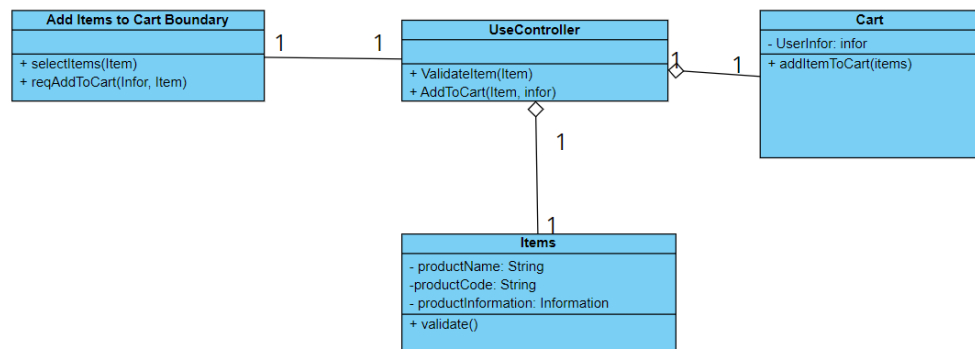 Add Items to Cart Boundary
+ selectItems(Item)
+ reqAddToCart(Infor, Item)
1
1
UseController
+ ValidateItem(Item)
+ AddToCart(Item, infor)
1
1
Cart
- UserInfor: infor
+ addItemToCart(items)
1
1
Items
- productName: String
-productCode: String
- productInformation: Information
+ validate()